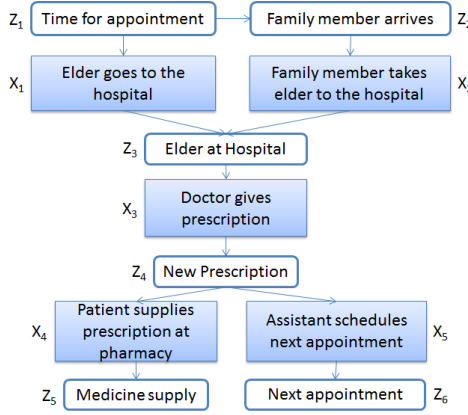 Z1 Time for appointment Family member arrives Z
X1 Elder goes to the
hospital
Family member takes
elder to the hospital
X
Z3 Elder at Hospital
X3 Doctor gives
prescription
Z4 New Prescription
X4 Patient supplies
prescription at
pharmacy
Assistant schedules
next appointment
X5
Z5 Medicine supply Next appointment Z6